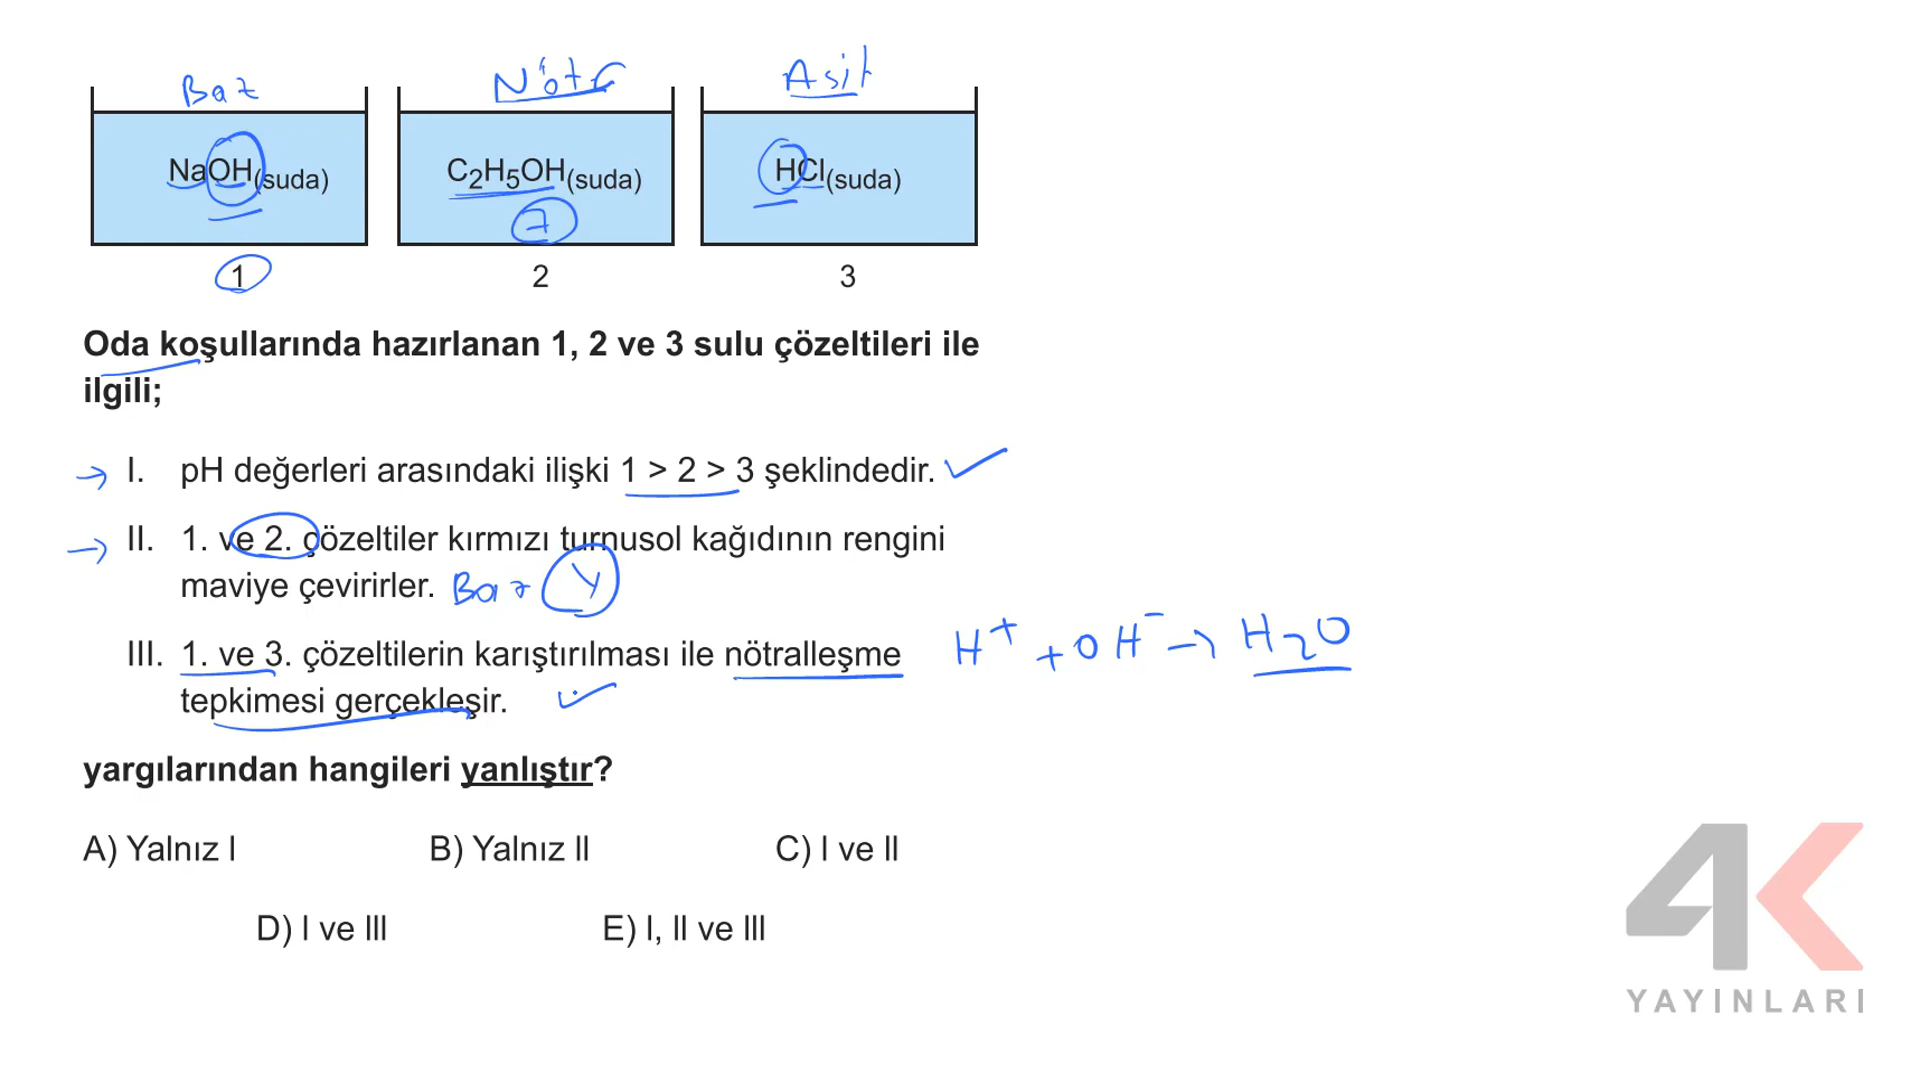 Baz Nötr Asit
NaOH(suda) C2H5OH(suda) HCl(suda)
7
1 2 3
Oda koşullarında hazırlanan 1, 2 ve 3 sulu çözeltileri ile
ilgili;
→ I. pH değerleri arasındaki ilişki 1 > 2 > 3 şeklindedir. ✓
→ II. 1. ve 2. çözeltiler kırmızı turnusol kağıdının rengini
maviye çevirirler. Baz Y
III. 1. ve 3. çözeltilerin karıştırılması ile nötralleşme H+ + OH- → H2O
tepkimesi gerçekleşir. ✓
yargılarından hangileri yanlıştır?
A) Yalnız I B) Yalnız II C) I ve II
D) I ve III E) I, II ve III
4K
YAYINLARI